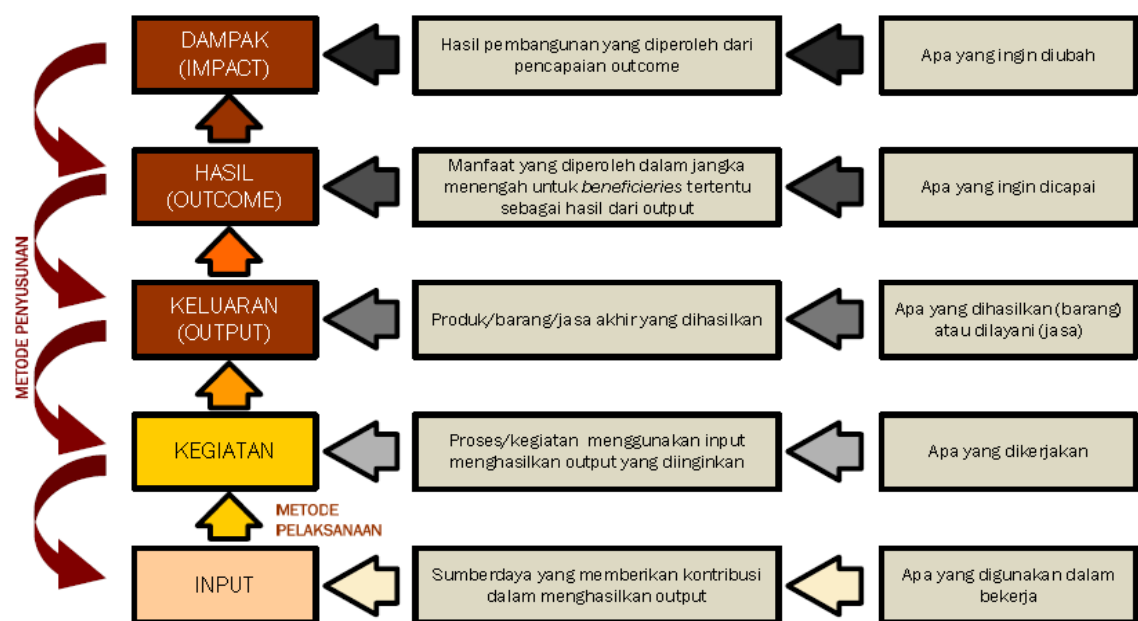 DAMPAK
(IMPACT)
Hasil pembangunan yang diperoleh dari
pencapaian outcome
Apa yang ingin diubah
HASIL
(OUTCOME)
Manfaat yang diperoleh dalam jangka
menengah untuk beneficieries tertentu
sebagai hasil dari output
Apa yang ingin dicapai
METODE PENYUSUNAN
KELUARAN
(OUTPUT)
Produk/barang/jasa akhir yang dihasilkan
Apa yang dihasilkan (barang)
atau dilayani (jasa)
KEGIATAN
Proses/kegiatan menggunakan input
menghasilkan output yang diinginkan
Apa yang dikerjakan
METODE
PELAKSANAAN
INPUT
Sumberdaya yang memberikan kontribusi
dalam menghasilkan output
Apa yang digunakan dalam
bekerja